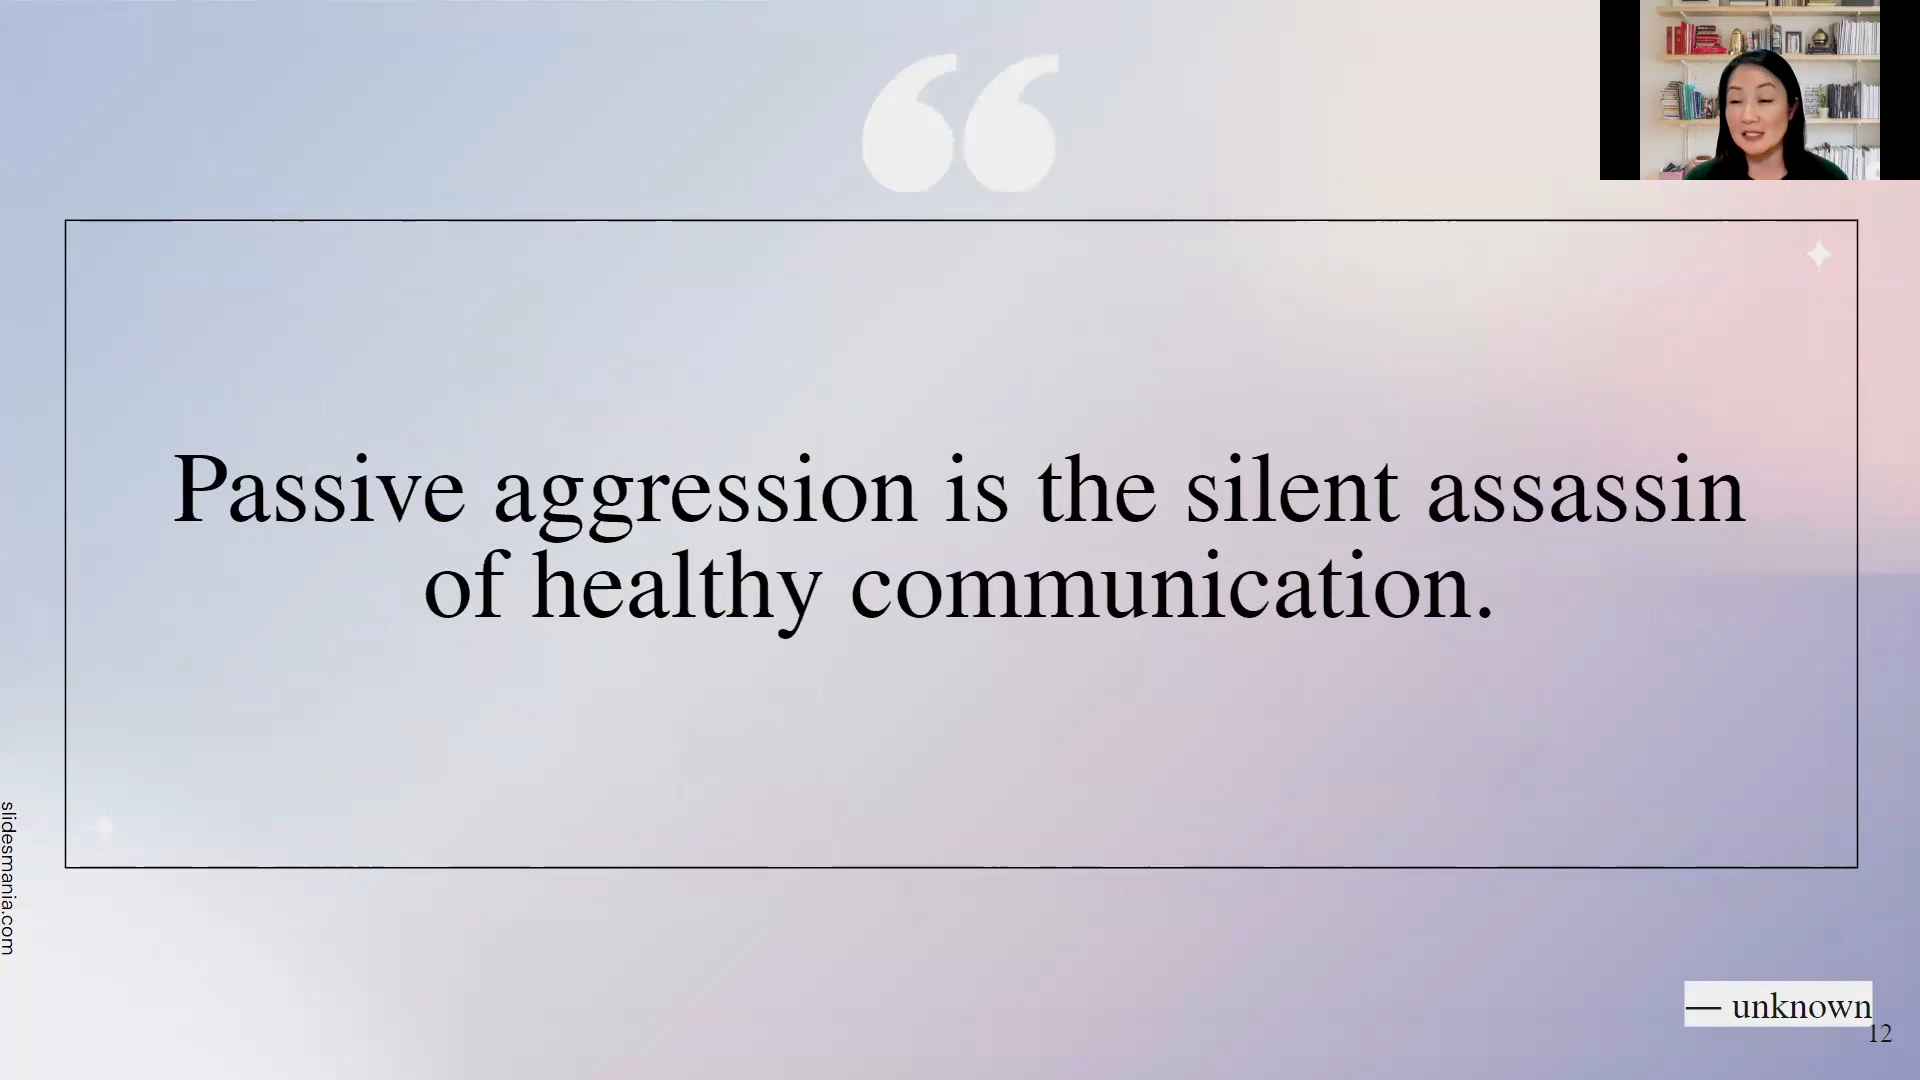 “
Passive aggression is the silent assassin
of healthy communication.
slidesmania.com
— unknown
12